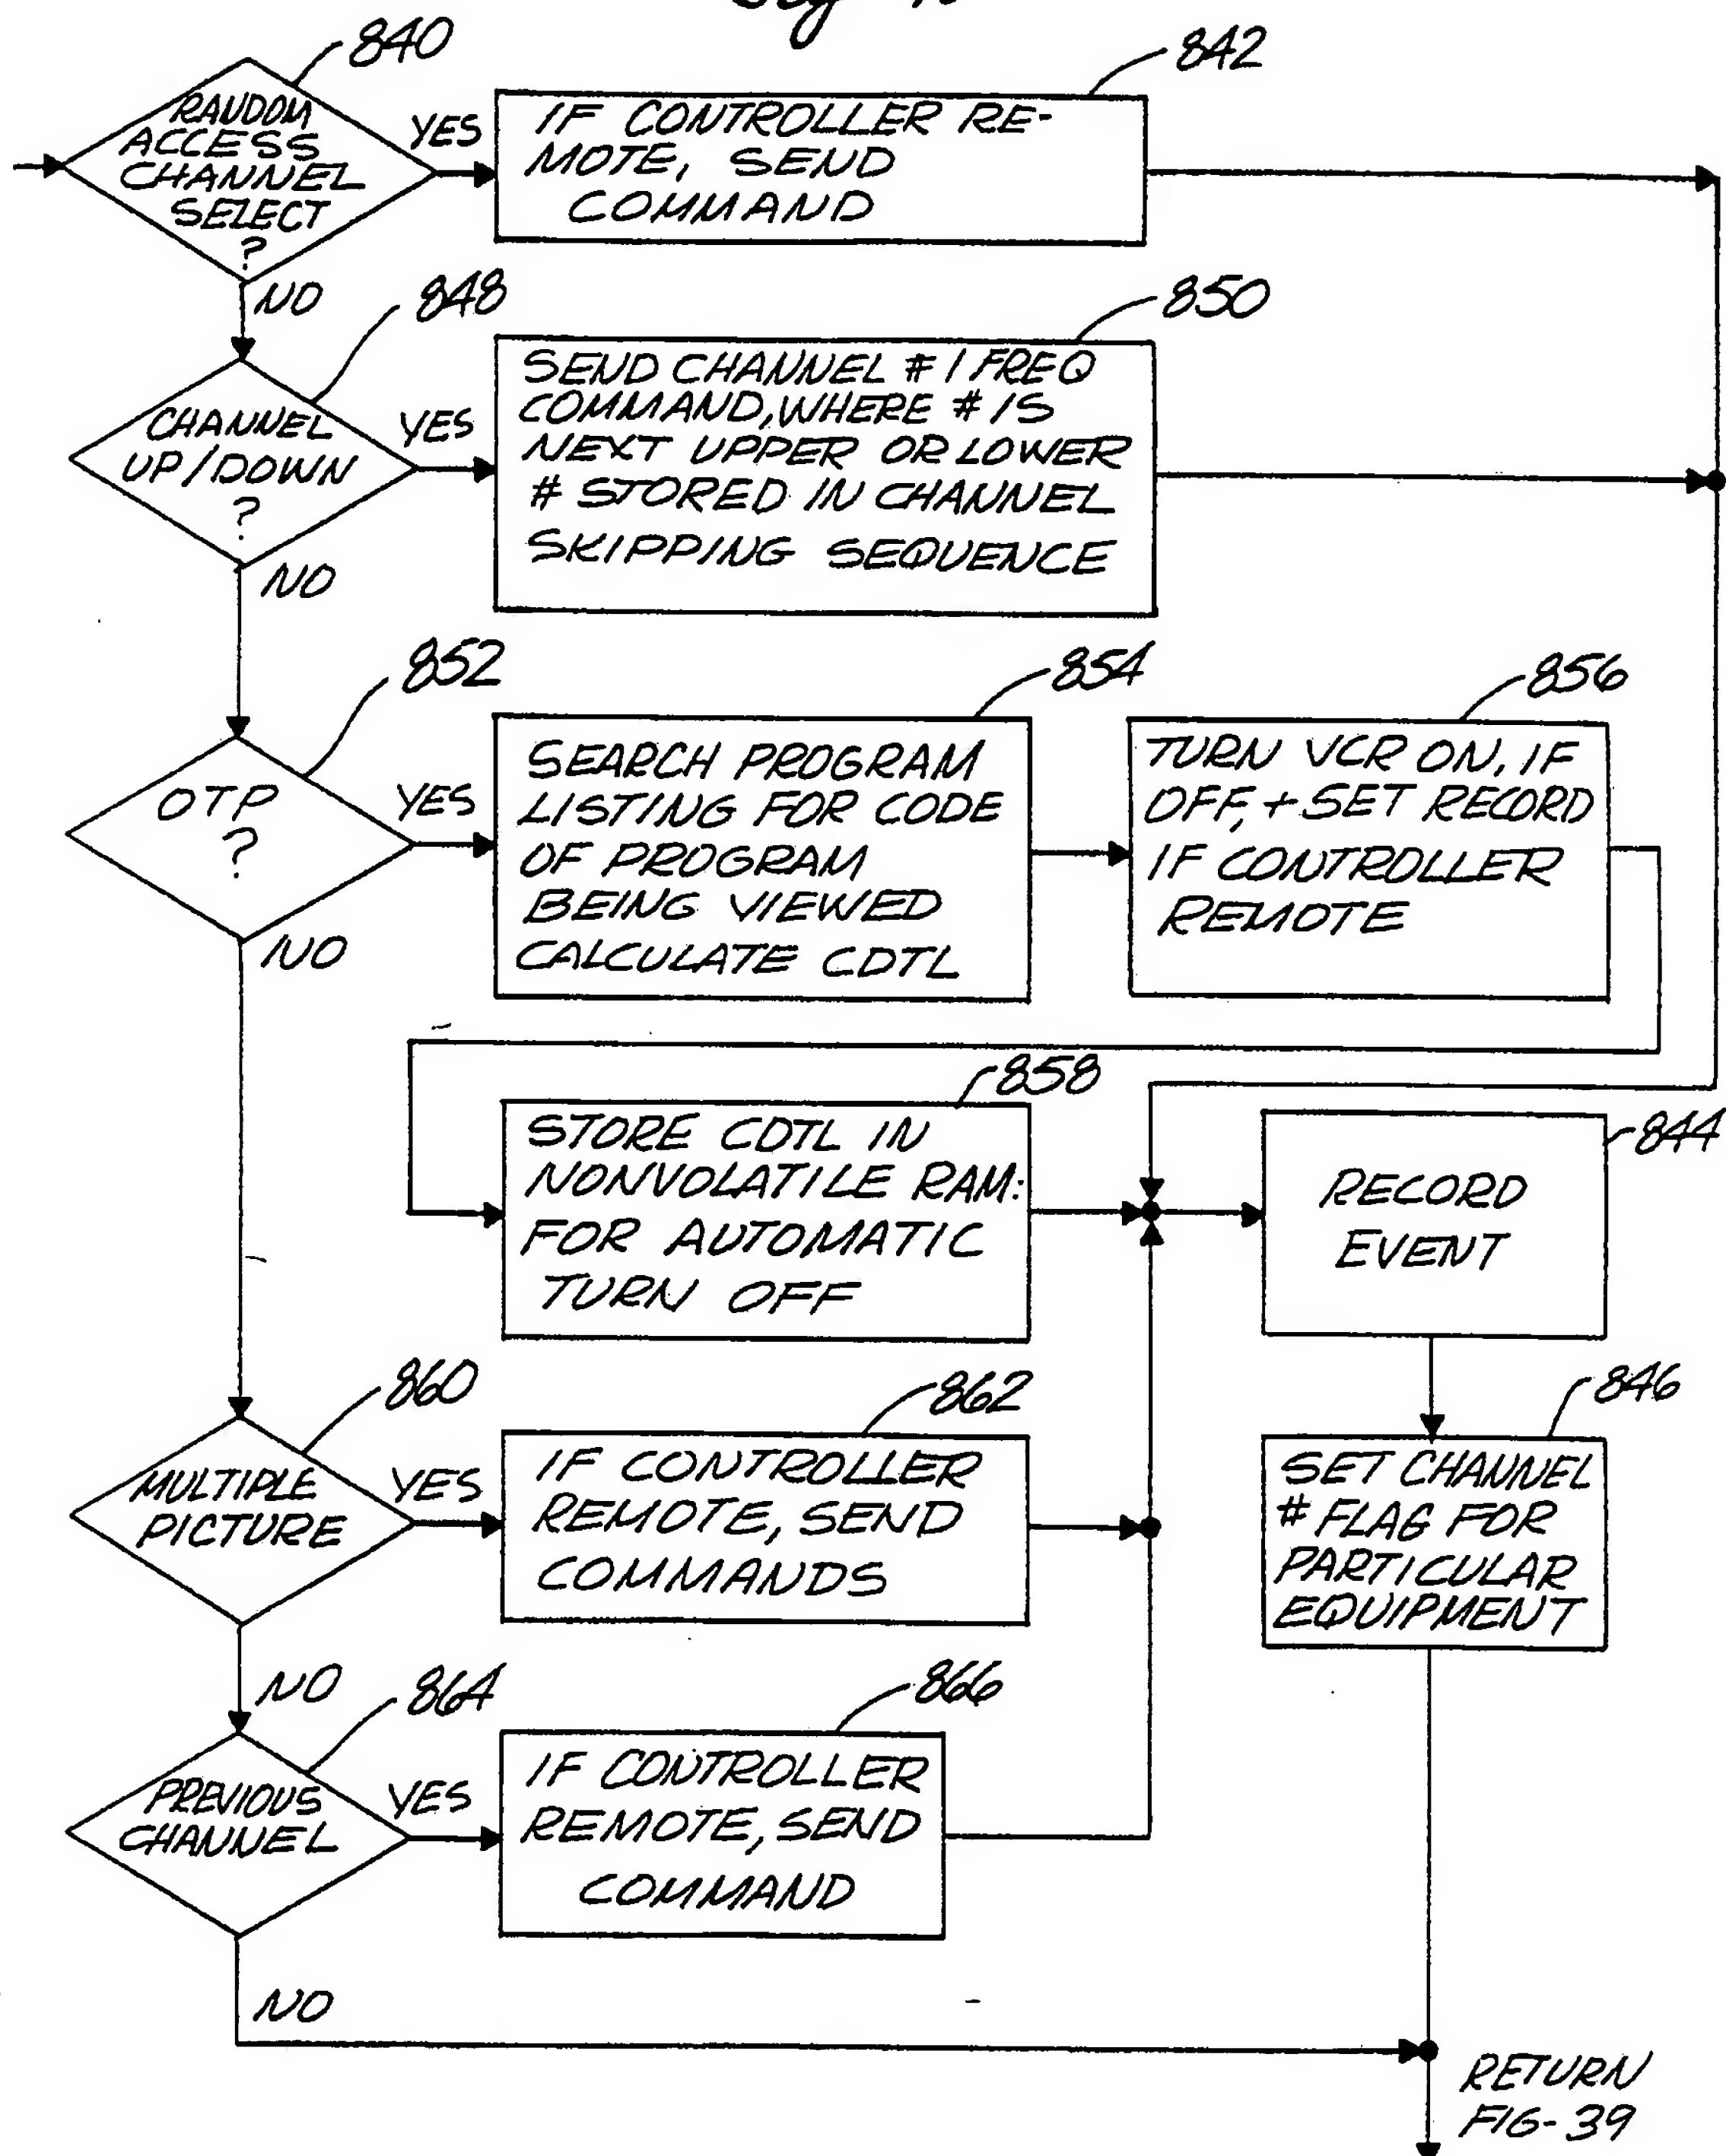 840
842
RANDOM
ACCESS
CHANNEL
SELECT
?
YES
IF CONTROLLER RE-
MOTE, SEND
COMMAND
NO
848
850
CHANNEL
UP/DOWN
?
YES
SEND CHANNEL # / FREQ
COMMAND, WHERE # IS
NEXT UPPER OR LOWER
# STORED IN CHANNEL
SKIPPING SEQUENCE
NO
852
854
856
OTP
?
YES
SEARCH PROGRAM
LISTING FOR CODE
OF PROGRAM
BEING VIEWED
CALCULATE CDTL
TURN VCR ON, IF
OFF, + SET RECORD
IF CONTROLLER
REMOTE
NO
858
844
STORE CDTL IN
NONVOLATILE RAM:
FOR AUTOMATIC
TURN OFF
RECORD
EVENT
860
862
846
MULTIPLE
PICTURE
YES
IF CONTROLLER
REMOTE, SEND
COMMANDS
SET CHANNEL
# FLAG FOR
PARTICULAR
EQUIPMENT
NO
864
866
PREVIOUS
CHANNEL
YES
IF CONTROLLER
REMOTE, SEND
COMMAND
NO
RETURN
FIG-39